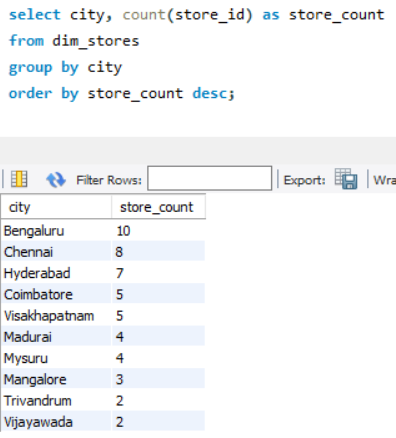 select city, count(store_id) as store_count
from dim_stores
group by city
order by store_count desc;
Filter Rows: Export: Wra
city store_count
Bengaluru 10
Chennai 8
Hyderabad 7
Coimbatore 5
Visakhapatnam 5
Madurai 4
Mysuru 4
Mangalore 3
Trivandrum 2
Vijayawada 2